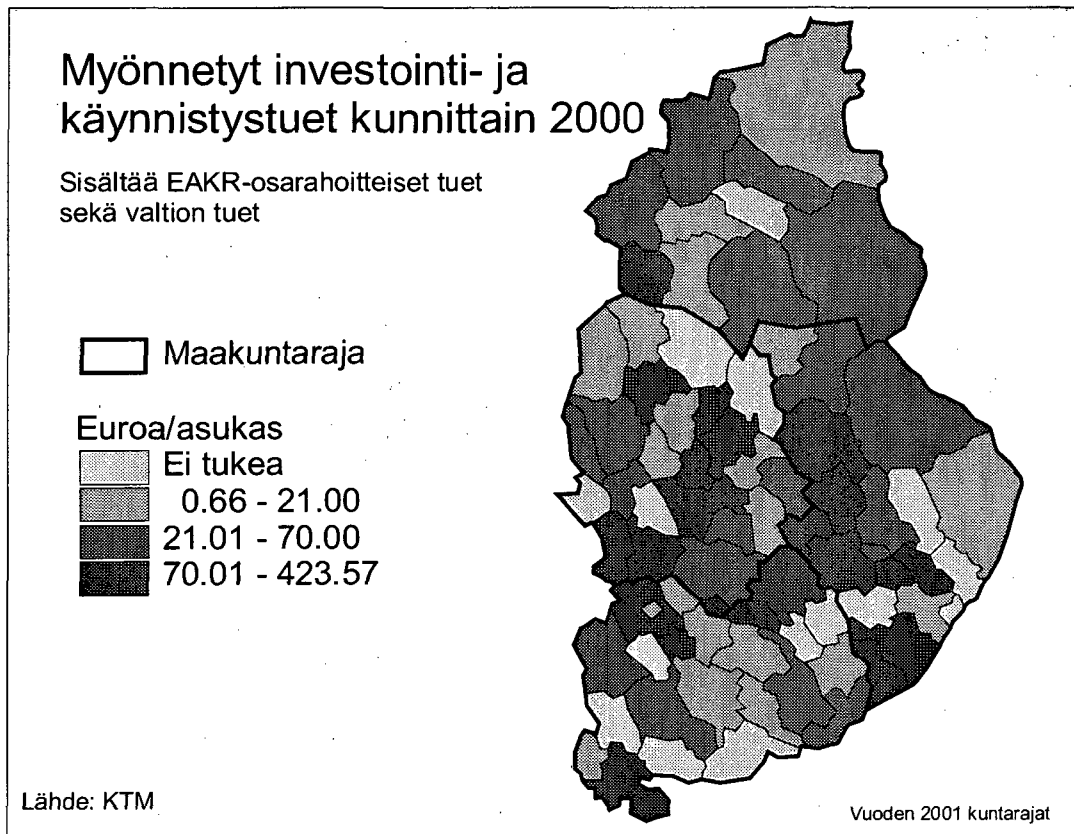 Myönnetyt investointi- ja
käynnistystuet kunnittain 2000
Sisältää EAKR-osarahoitteiset tuet
sekä valtion tuet
Maakuntaraja
Euroa/asukas
Ei tukea
0.66 - 21.00
21.01 - 70.00
70.01 - 423.57
Lähde: KTM
Vuoden 2001 kuntarajat